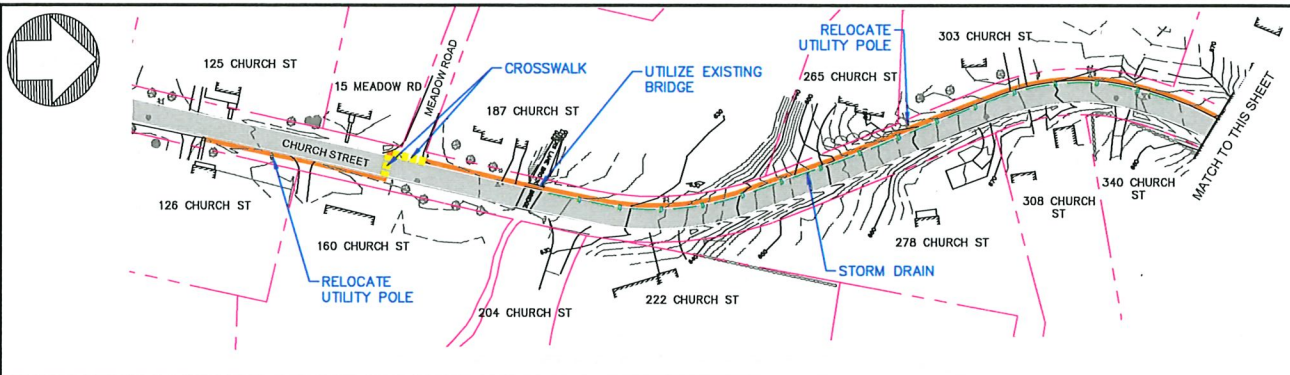 RELOCATE
UTILITY POLE
303 CHURCH ST
125 CHURCH ST
CROSSWALK
UTILIZE EXISTING
BRIDGE
265 CHURCH ST
15 MEADOW RD
MEADOW ROAD
187 CHURCH ST
CHURCH STREET
MATCH TO THIS SHEET
126 CHURCH ST
160 CHURCH ST
RELOCATE
UTILITY POLE
204 CHURCH ST
222 CHURCH ST
STORM DRAIN
278 CHURCH ST
308 CHURCH
ST
340 CHURCH
ST